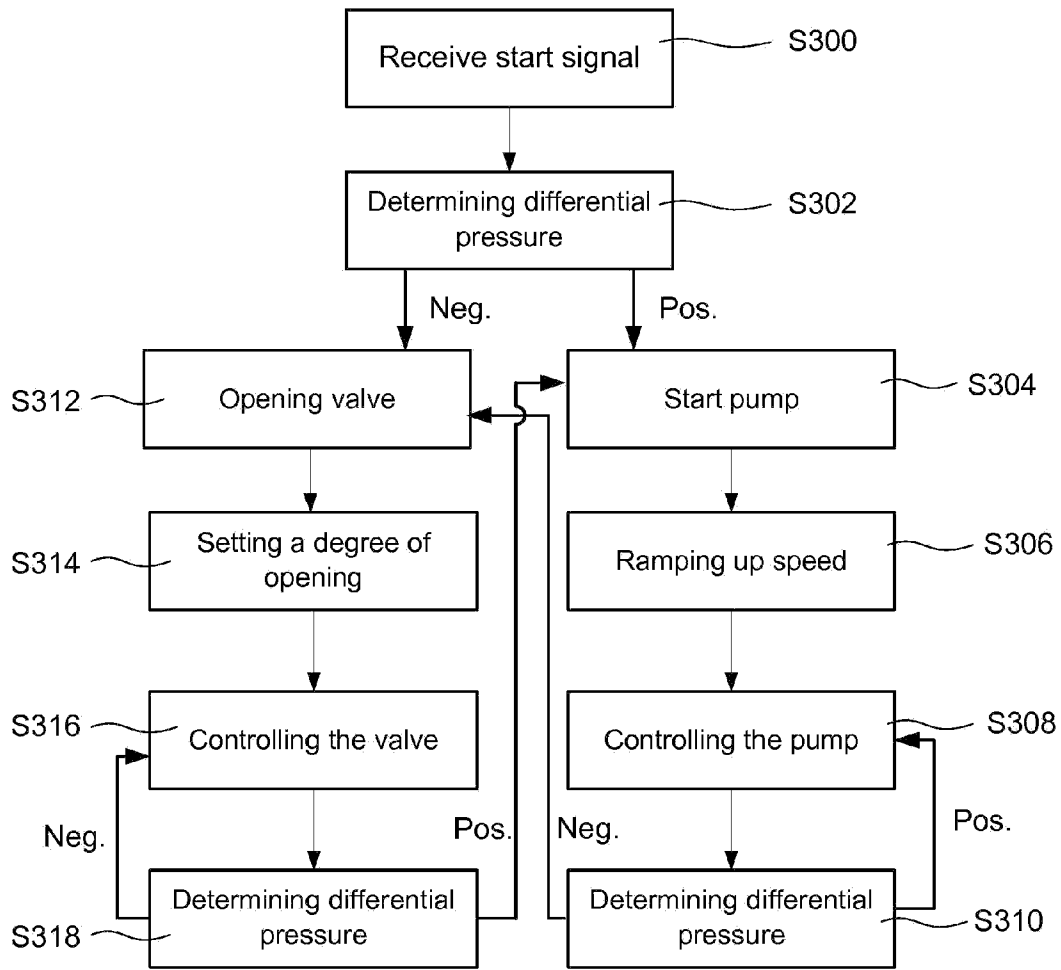 Receive start signal
S300
Determining differential
pressure
S302
Neg.
Pos.
S312
Opening valve
Start pump
S304
S314
Setting a degree of
opening
Ramping up speed
S306
S316
Controlling the valve
Controlling the pump
S308
Neg.
Pos.
Neg.
Pos.
S318
Determining differential
pressure
Determining differential
pressure
S310